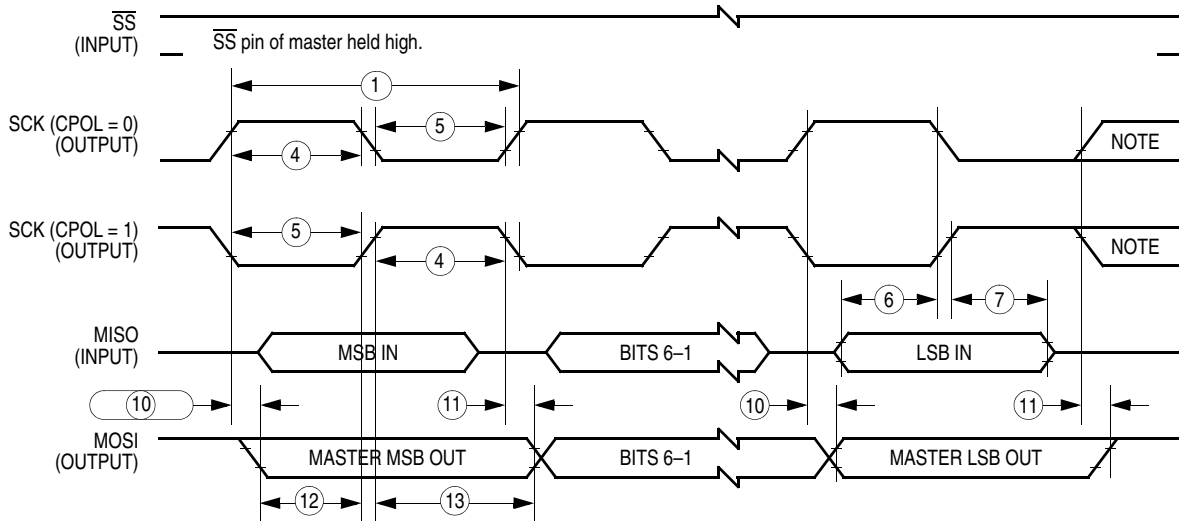 SS
(INPUT)
SS pin of master held high.
1
SCK (CPOL = 0)
(OUTPUT)
5
4
NOTE
SCK (CPOL = 1)
(OUTPUT)
5
4
NOTE
6
7
MISO
(INPUT)
MSB IN
BITS 6–1
LSB IN
10
11
10
11
MOSI
(OUTPUT)
MASTER MSB OUT
BITS 6–1
MASTER LSB OUT
12
13